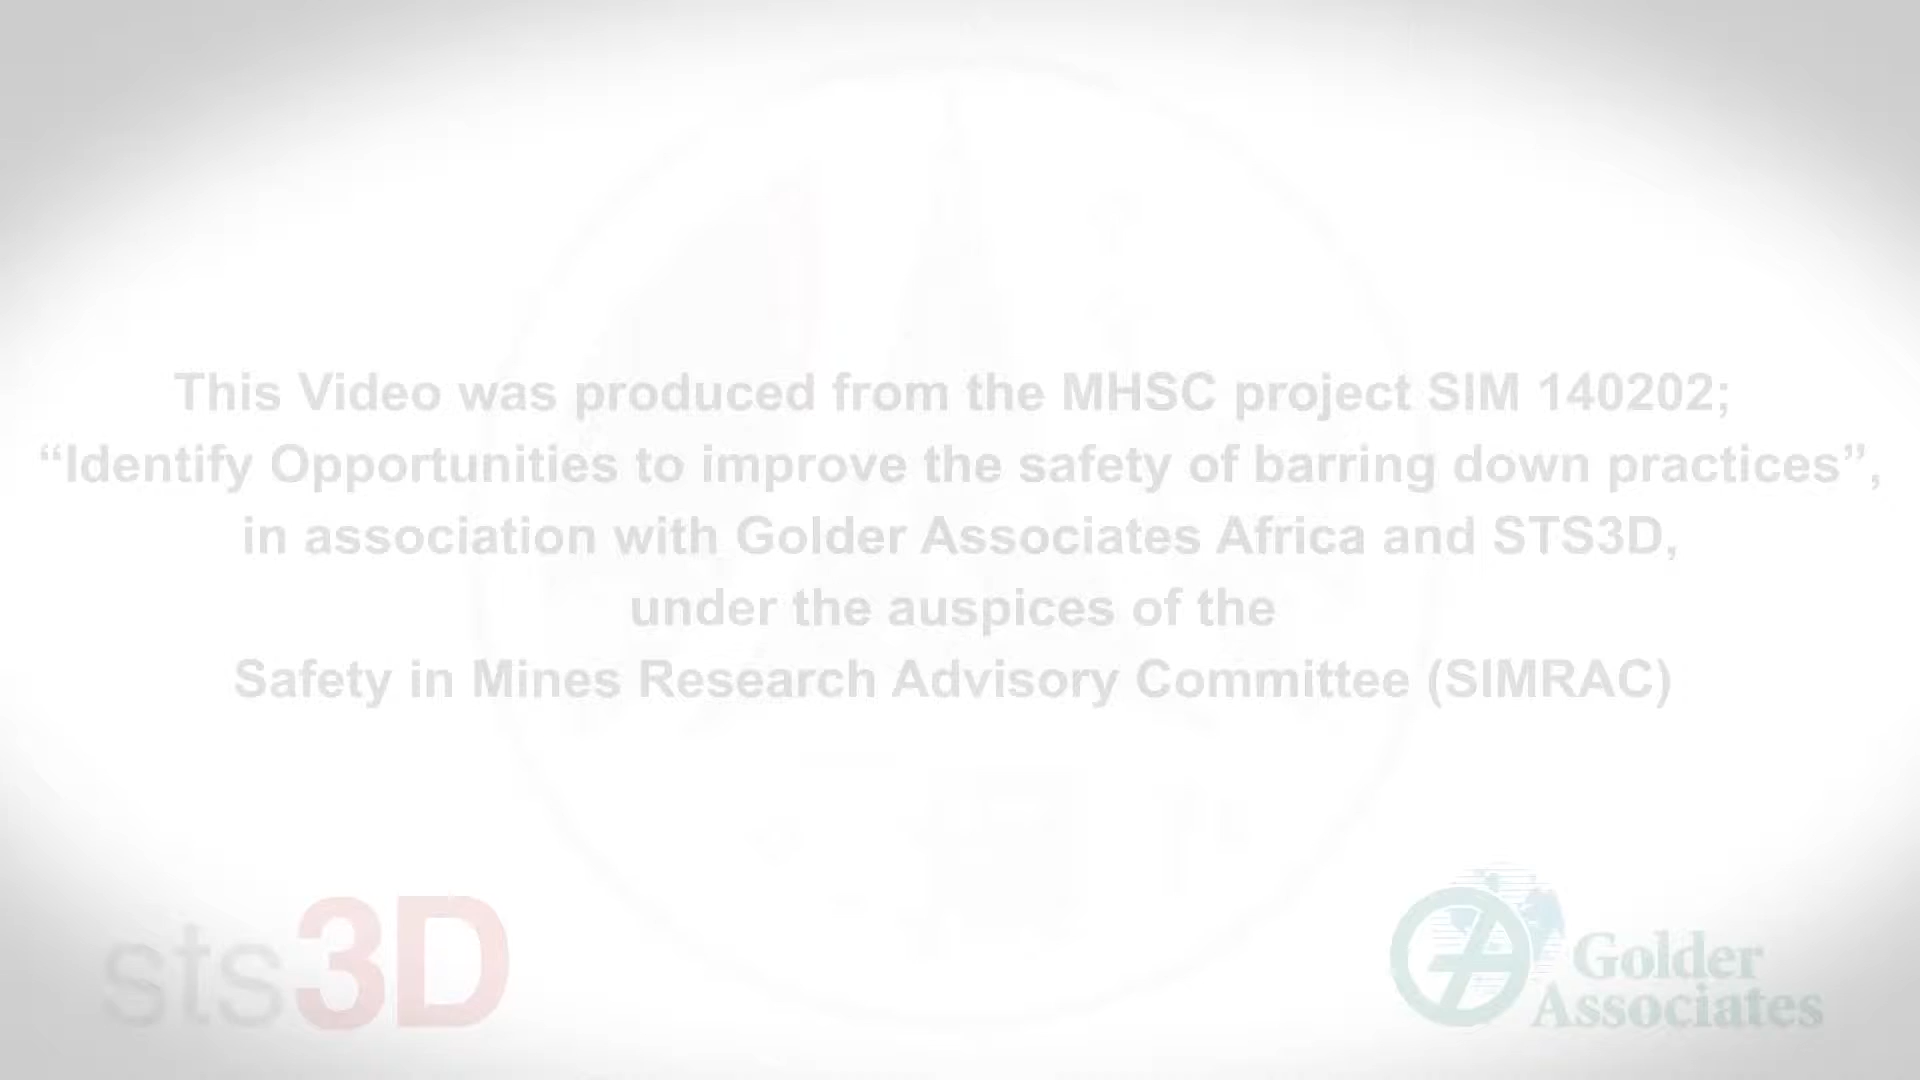 This Video was produced from the MHSC project SIM 140202;
“Identify Opportunities to improve the safety of barring down practices”,
in association with Golder Associates Africa and STS3D,
under the auspices of the
Safety in Mines Research Advisory Committee (SIMRAC)
sts3D
Golder
Associates